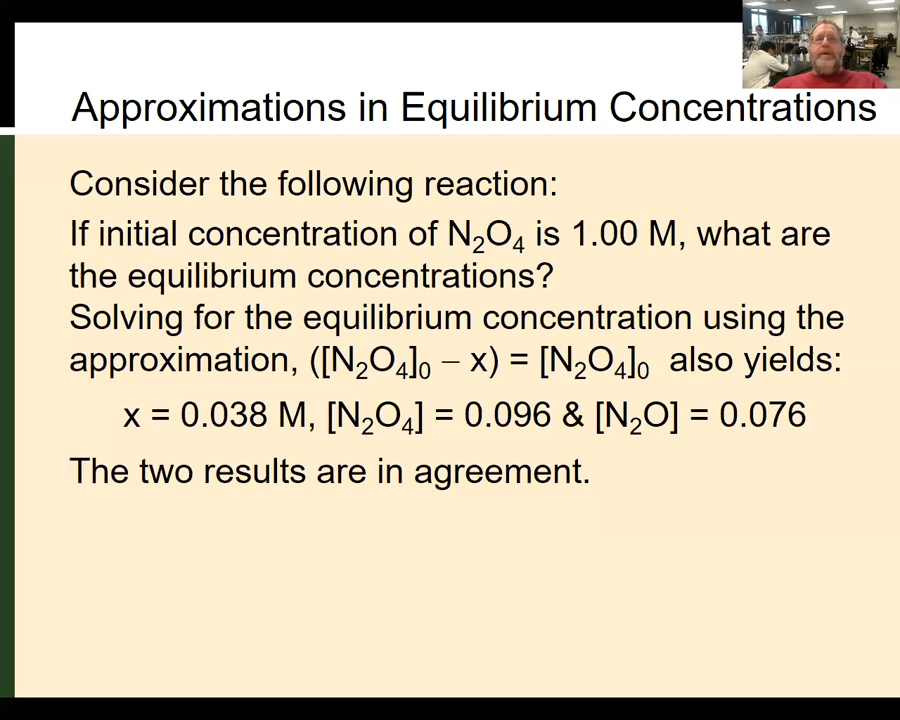 Approximations in Equilibrium Concentrations
Consider the following reaction:
If initial concentration of N₂O₄ is 1.00 M, what are
the equilibrium concentrations?
Solving for the equilibrium concentration using the
approximation, ([N₂O₄]₀ – x) = [N₂O₄]₀ also yields:
x = 0.038 M, [N₂O₄] = 0.096 & [N₂O] = 0.076
The two results are in agreement.